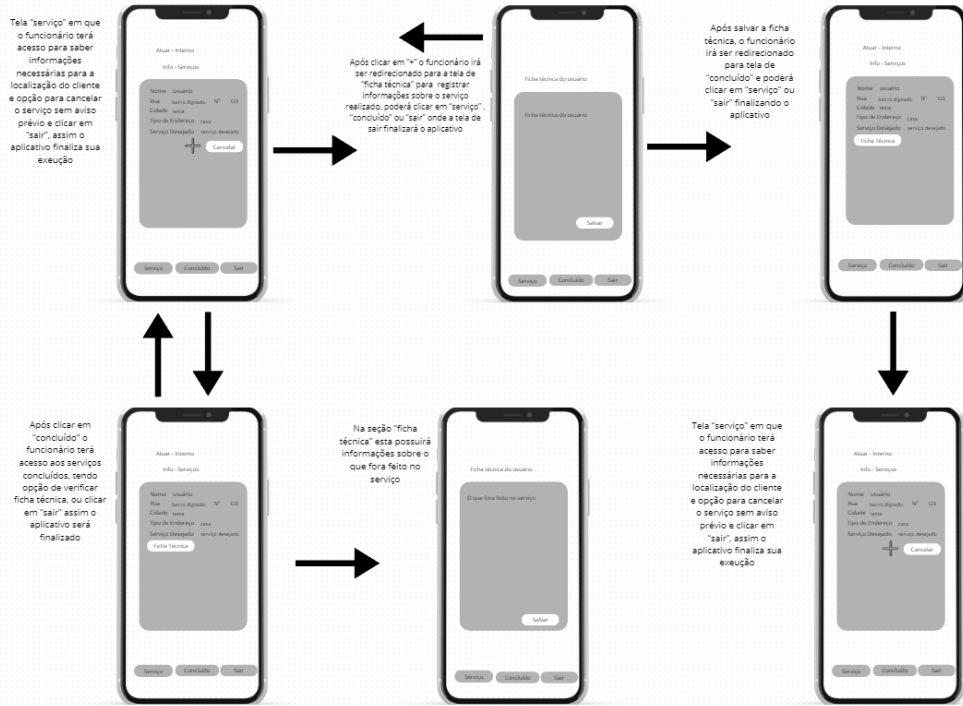 Tela "serviço" em que
o funcionário terá
acesso para saber
informações
necessárias para a
localização do cliente
e opção para cancelar
o serviço sem aviso
prévio e clicar em
"sair", assim o
aplicativo finaliza sua
exeução
Atuar - Interno
Info - Serviços
Nome usuário
Rua bairro digitado N° 123
Cidade
Tipo de Endereço casa
Serviço Desejado serviço desejado
Cancelar
Serviço Concluído Sair
Após clicar em "+" o funcionário irá
ser redirecionado para a tela de
"ficha técnica" para registrar
informações sobre o serviço
realizado, poderá clicar em "serviço" ,
"concluído" ou "sair" onde a tela de
sair finalizará o aplicativo
Ficha técnica do usuário
Ficha técnica do usuário
Salvar
Serviço Concluído Sair
Após salvar a ficha
técnica, o funcionário
irá ser redirecionado
para tela de
"concluído" e poderá
clicar em "serviço" ou
"sair" finalizando o
aplicativo
Atuar - Interno
Info - Serviços
Nome usuário
Rua bairro digitado N° 123
Cidade
Tipo de Endereço casa
Serviço Desejado serviço desejado
Ficha Técnica
Serviço Concluído Sair
Após clicar em
"concluído" o
funcionário terá
acesso aos serviços
concluídos, tendo
opção de verificar
ficha técnica, ou clicar
em "sair" assim o
aplicativo será
finalizado
Atuar - Interno
Info - Serviços
Nome usuário
Rua bairro digitado N° 123
Cidade
Tipo de Endereço casa
Serviço Desejado serviço desejado
Ficha Técnica
Serviço Concluído Sair
Na seção "ficha
técnica" esta possuirá
informações sobre o
que fora feito no
serviço
Ficha técnica do usuário
O que fora feito no serviço
Salvar
Serviço Concluído Sair
Tela "serviço" em que
o funcionário terá
acesso para saber
informações
necessárias para a
localização do cliente
e opção para cancelar
o serviço sem aviso
prévio e clicar em
"sair", assim o
aplicativo finaliza sua
exeução
Atuar - Interno
Info - Serviços
Nome usuário
Rua bairro digitado N° 123
Cidade
Tipo de Endereço casa
Serviço Desejado serviço desejado
Cancelar
Serviço Concluído Sair